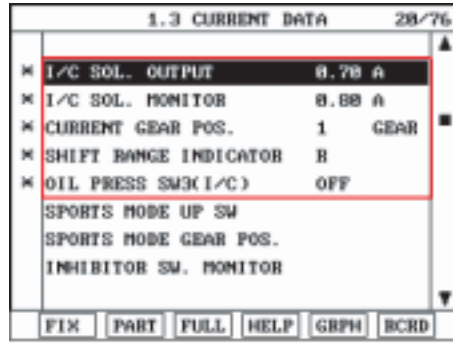 1.3 CURRENT DATA 20/76
× I/C SOL. OUTPUT 0.70 A
× I/C SOL. MONITOR 0.80 A
× CURRENT GEAR POS. 1 GEAR
× SHIFT RANGE INDICATOR R
× OIL PRESS SW3(I/C) OFF
SPORTS MODE UP SW
SPORTS MODE GEAR POS.
INHIBITOR SW. MONITOR
FIX PART FULL HELP GRPH RCRD